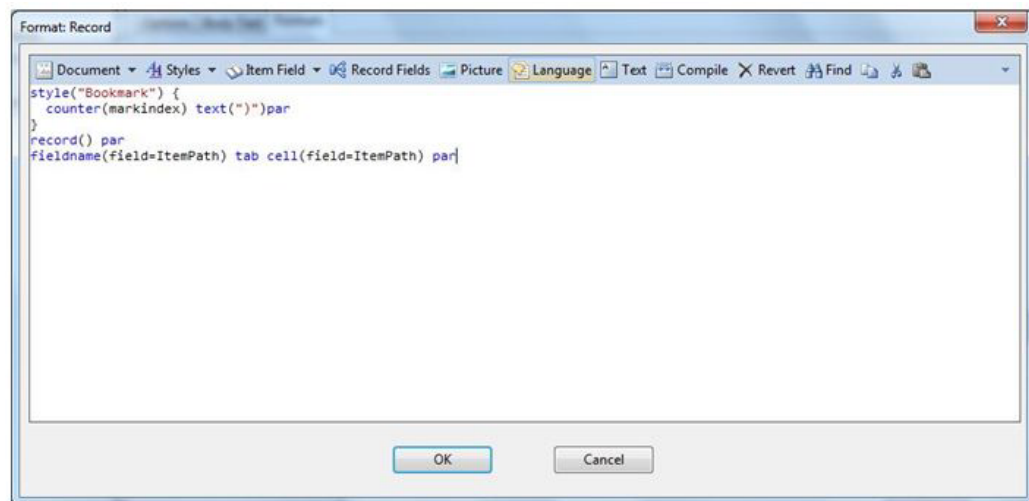 Format: Record
Document Styles Item Field Record Fields Picture Language Text Compile Revert Find
style("Bookmark") {
counter(markindex) text(")")par
}
record() par
fieldname(field=ItemPath) tab cell(field=ItemPath) par
OK Cancel